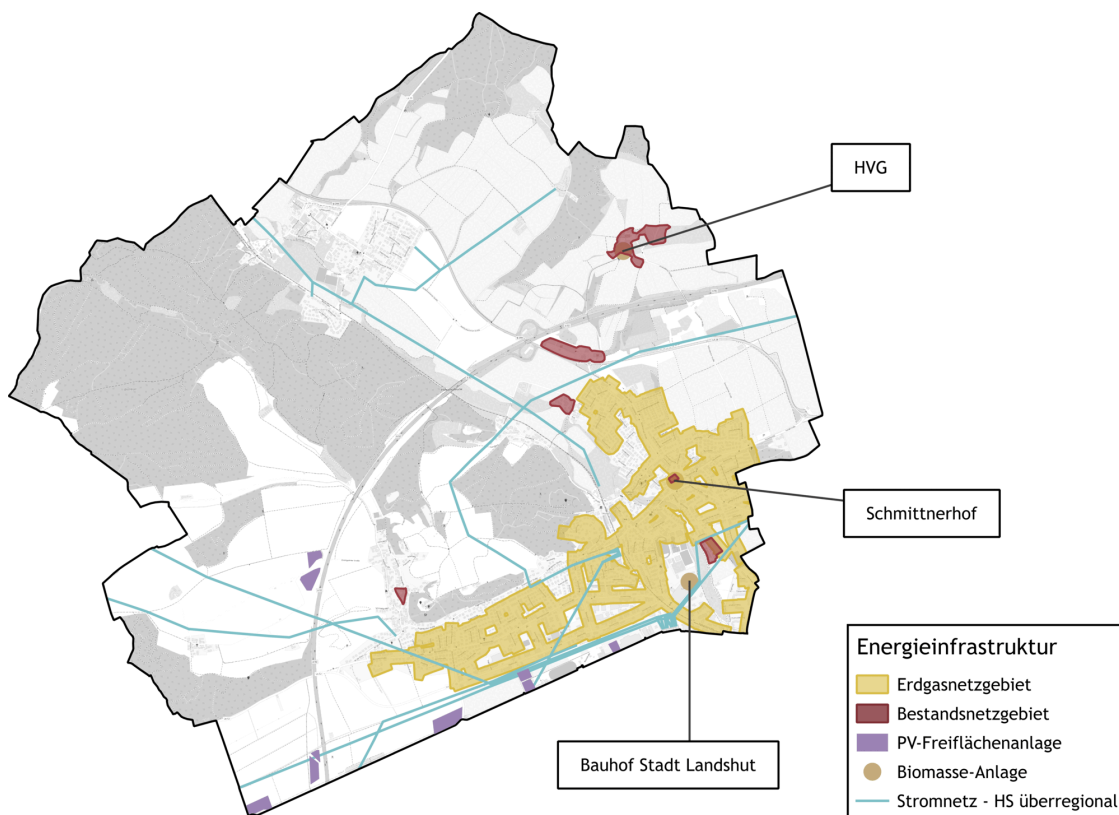 HVG
Schmittnerhof
Bauhof Stadt Landshut
Energieinfrastruktur
Erdgasnetzgebiet
Bestandsnetzgebiet
PV-Freiflächenanlage
Biomasse-Anlage
Stromnetz - HS überregional